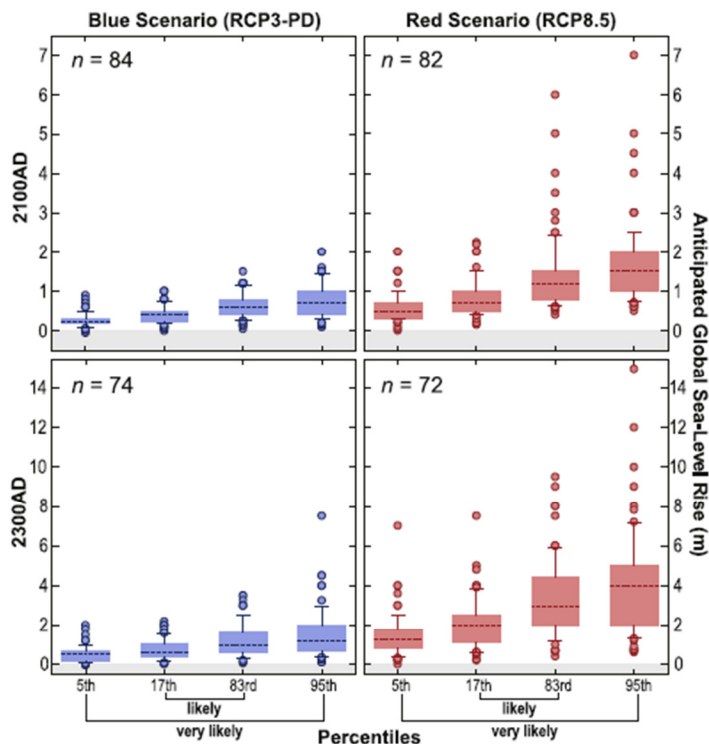 Blue Scenario (RCP3-PD) Red Scenario (RCP8.5)
n = 84
n = 82
7
6
5
4
3
2
1
0
2100AD
7
6
5
4
3
2
1
0
n = 74
n = 72
14
12
10
8
6
4
2
0
2300AD
14
12
10
8
6
4
2
0
Anticipated Global Sea-Level Rise (m)
5th 17th 83rd 95th 5th 17th 83rd 95th
likely likely
very likely very likely
Percentiles